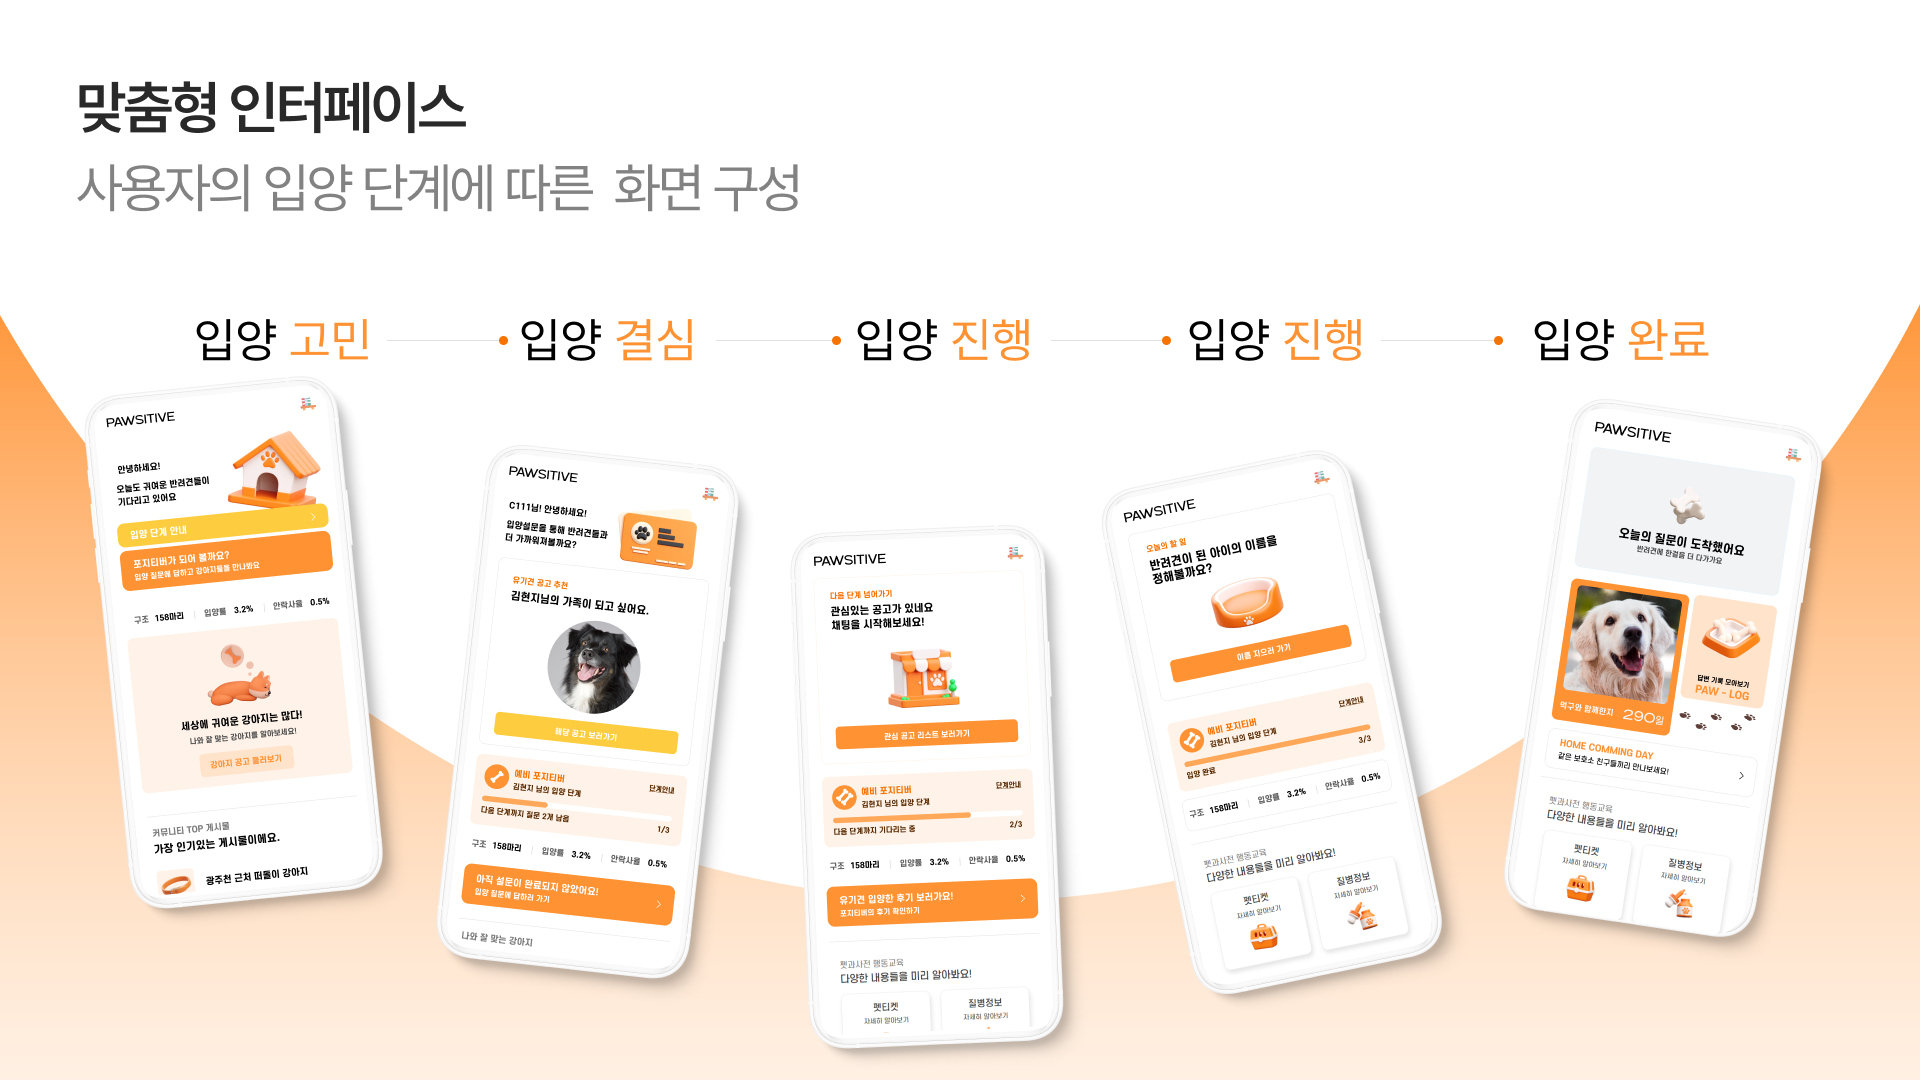 맞춤형 인터페이스
사용자의 입양 단계에 따른 화면 구성
입양 고민
입양 결심
입양 진행
입양 진행
입양 완료
PAWSITIVE
안녕하세요!
오늘도 귀여운 반려견들이
기다리고 있어요
입양 단계 안내
포지티버가 되어 볼까요?
입양 질문에 답하고 강아지들을 만나봐요
구조 158마리 입양률 3.2% 안락사율 0.5%
세상에 귀여운 강아지는 많다!
나와 잘 맞는 강아지를 알아보세요!
강아지 공고 둘러보기
커뮤니티 TOP 게시물
가장 인기있는 게시물이에요.
광주천 근처 떠돌이 강아지
PAWSITIVE
C111님! 안녕하세요!
입양설문을 통해 반려견들과
더 가까워져볼까요?
유기견 공고 추천
김현지님의 가족이 되고 싶어요.
해당 공고 보러가기
예비 포지티버
김현지 님의 입양 단계
단계안내
다음 단계까지 질문 2개 남음
1/3
구조 158마리 입양률 3.2% 안락사율 0.5%
아직 설문이 완료되지 않았어요!
입양 질문에 답하러 가기
나와 잘 맞는 강아지
PAWSITIVE
다음 단계 넘어가기
관심있는 공고가 있네요
채팅을 시작해보세요!
관심 공고 리스트 보러가기
예비 포지티버
김현지 님의 입양 단계
단계안내
다음 단계까지 기다리는 중
2/3
구조 158마리 입양률 3.2% 안락사율 0.5%
유기견 입양한 후기 보러가요!
포지티버의 후기 확인하기
펫과사전 행동교육
다양한 내용들을 미리 알아봐요!
펫티켓
자세히 알아보기
질병정보
자세히 알아보기
PAWSITIVE
오늘의 할 일
반려견이 된 아이의 이름을
정해볼까요?
이름 지으러 가기
예비 포지티버
김현지 님의 입양 단계
단계안내
입양 완료
3/3
구조 158마리 입양률 3.2% 안락사율 0.5%
펫과사전 행동교육
다양한 내용들을 미리 알아봐요!
펫티켓
자세히 알아보기
질병정보
자세히 알아보기
PAWSITIVE
오늘의 질문이 도착했어요
반려견에 한걸음 더 다가가요
역구와 함께한지 290일
답변 기록 모아보기
PAW - LOG
HOME COMMING DAY
같은 보호소 친구들끼리 만나보세요!
펫과사전 행동교육
다양한 내용들을 미리 알아봐요!
펫티켓
자세히 알아보기
질병정보
자세히 알아보기